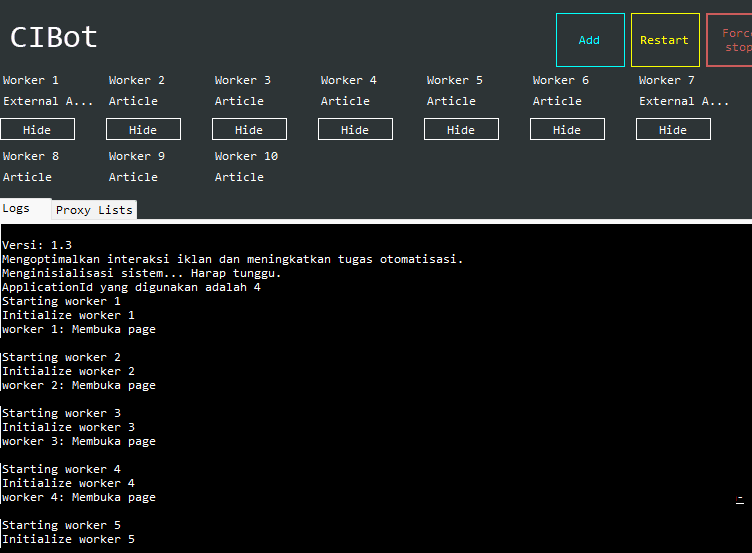 CIBot
Add
Restart
Force
stop
Worker 1 Worker 2 Worker 3 Worker 4 Worker 5 Worker 6 Worker 7
External A... Article Article Article Article Article External A...
Hide Hide Hide Hide Hide Hide Hide
Worker 8 Worker 9 Worker 10
Article Article Article
Logs Proxy Lists
Versi: 1.3
Mengoptimalkan interaksi iklan dan meningkatkan tugas otomatisasi.
Menginisialisasi sistem... Harap tunggu.
ApplicationId yang digunakan adalah 4
Starting worker 1
Initialize worker 1
worker 1: Membuka page
Starting worker 2
Initialize worker 2
worker 2: Membuka page
Starting worker 3
Initialize worker 3
worker 3: Membuka page
Starting worker 4
Initialize worker 4
worker 4: Membuka page
Starting worker 5
Initialize worker 5